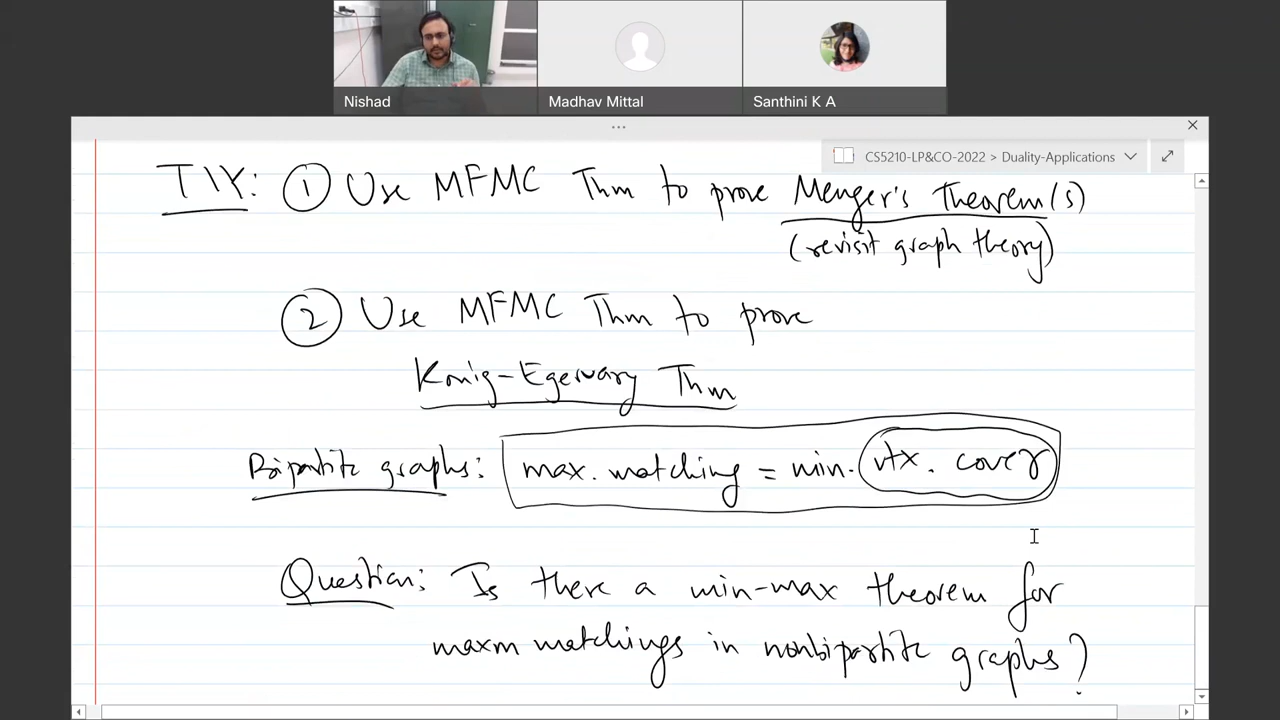 Nishad
Madhav Mittal
Santhini K A
CS5210-LP&CO-2022 > Duality-Applications
TIY: ① Use MFMC Thm to prove Menger's Theorem(s)
(revisit graph theory)
② Use MFMC Thm to prove
Konig-Egervary Thm
Bipartite graphs: max. matching = min. vtx. cover
Question: Is there a min-max theorem for
maxm matchings in nonbipartite graphs?